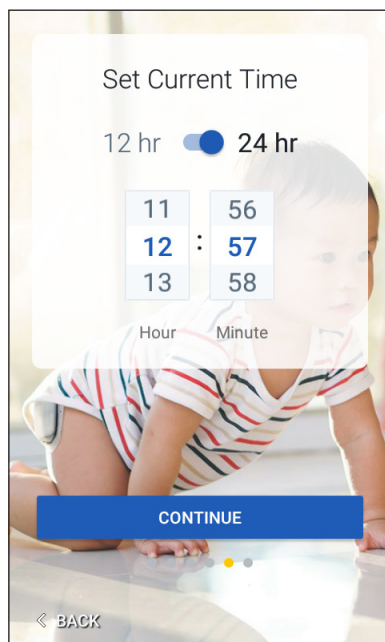 Set Current Time
12 hr 24 hr
11 56
12 : 57
13 58
Hour Minute
CONTINUE
< BACK